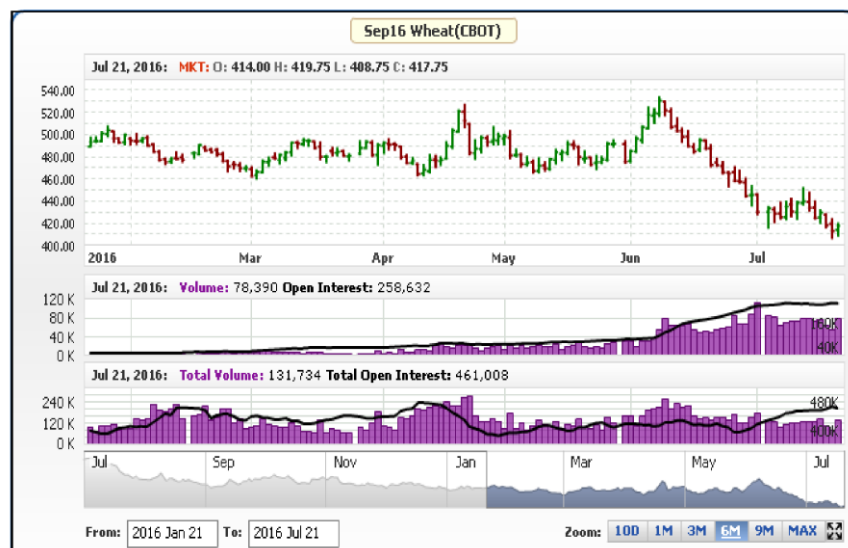 Sep16 Wheat(CBOT)
Jul 21, 2016: MKT: O: 414.00 H: 419.75 L: 408.75 C: 417.75
540.00
520.00
500.00
480.00
460.00
440.00
420.00
400.00
2016 Mar Apr May Jun Jul
Jul 21, 2016: Volume: 78,390 Open Interest: 258,632
120 K
80 K
40 K
0 K
160K
40K
Jul 21, 2016: Total Volume: 131,734 Total Open Interest: 461,008
240 K
120 K
0 K
480K
400K
Jul Sep Nov Jan Mar May Jul
From: 2016 Jan 21 To: 2016 Jul 21 Zoom: 10D 1M 3M 6M 9M MAX